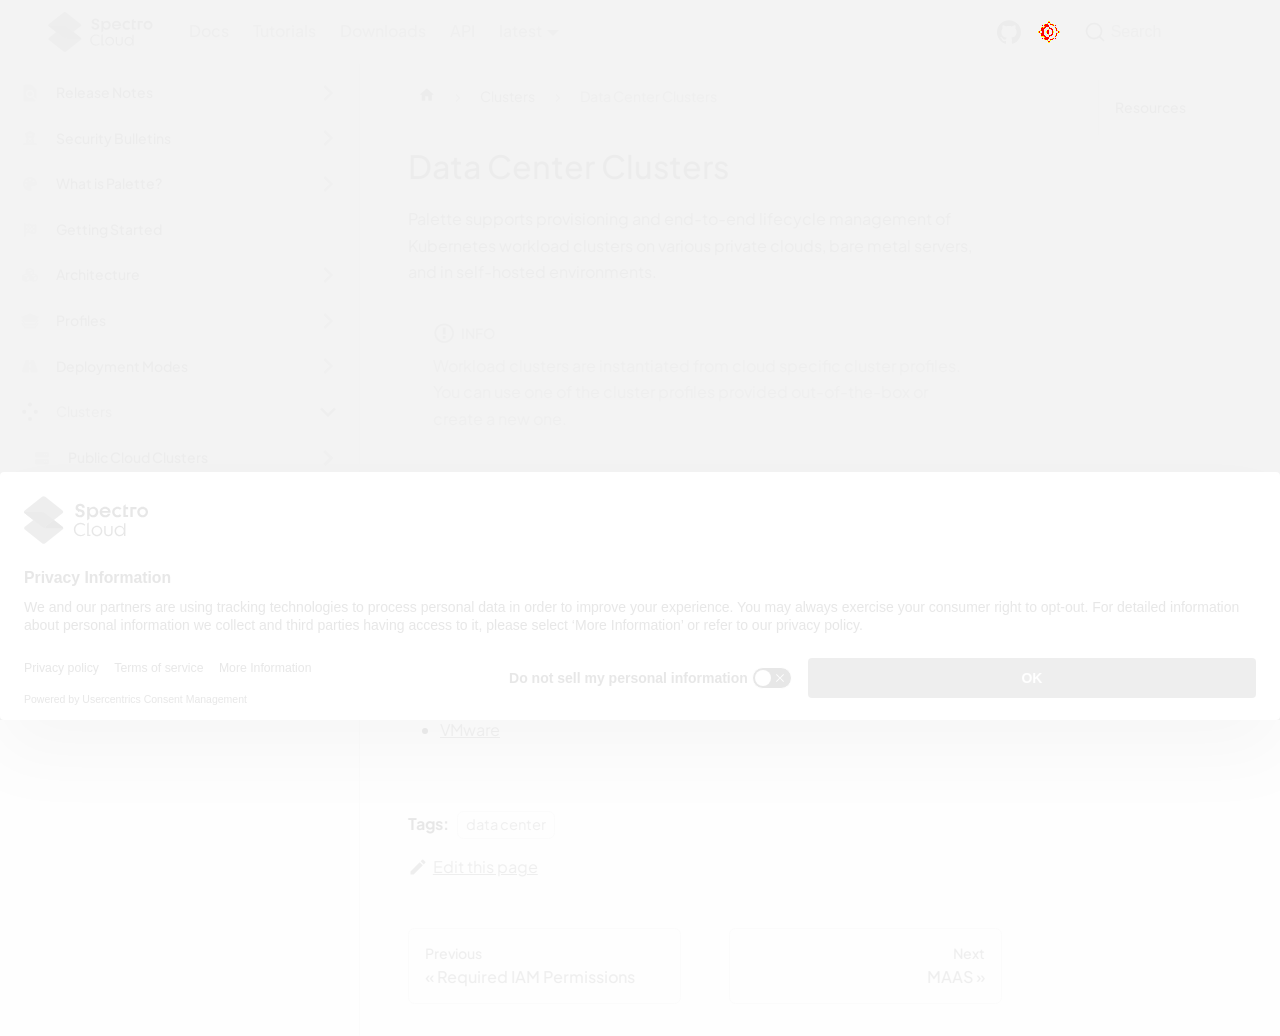 Spectro
Cloud
Docs Tutorials Downloads API latest
Search
Release Notes
Security Bulletins
What is Palette?
Getting Started
Architecture
Profiles
Deployment Modes
Clusters
Public Cloud Clusters
Clusters Data Center Clusters
Resources
Data Center Clusters
Palette supports provisioning and end-to-end lifecycle management of
Kubernetes workload clusters on various private clouds, bare metal servers,
and in self-hosted environments.
INFO
Workload clusters are instantiated from cloud specific cluster profiles.
You can use one of the cluster profiles provided out-of-the-box or
create a new one.
Spectro
Cloud
Privacy Information
We and our partners are using tracking technologies to process personal data in order to improve your experience. You may always exercise your consumer right to opt-out. For detailed information
about personal information we collect and third parties having access to it, please select ‘More Information’ or refer to our privacy policy.
Privacy policy Terms of service More Information
Do not sell my personal information
OK
Powered by Usercentrics Consent Management
VMware
Tags: data center
Edit this page
Previous
« Required IAM Permissions
Next
MAAS »